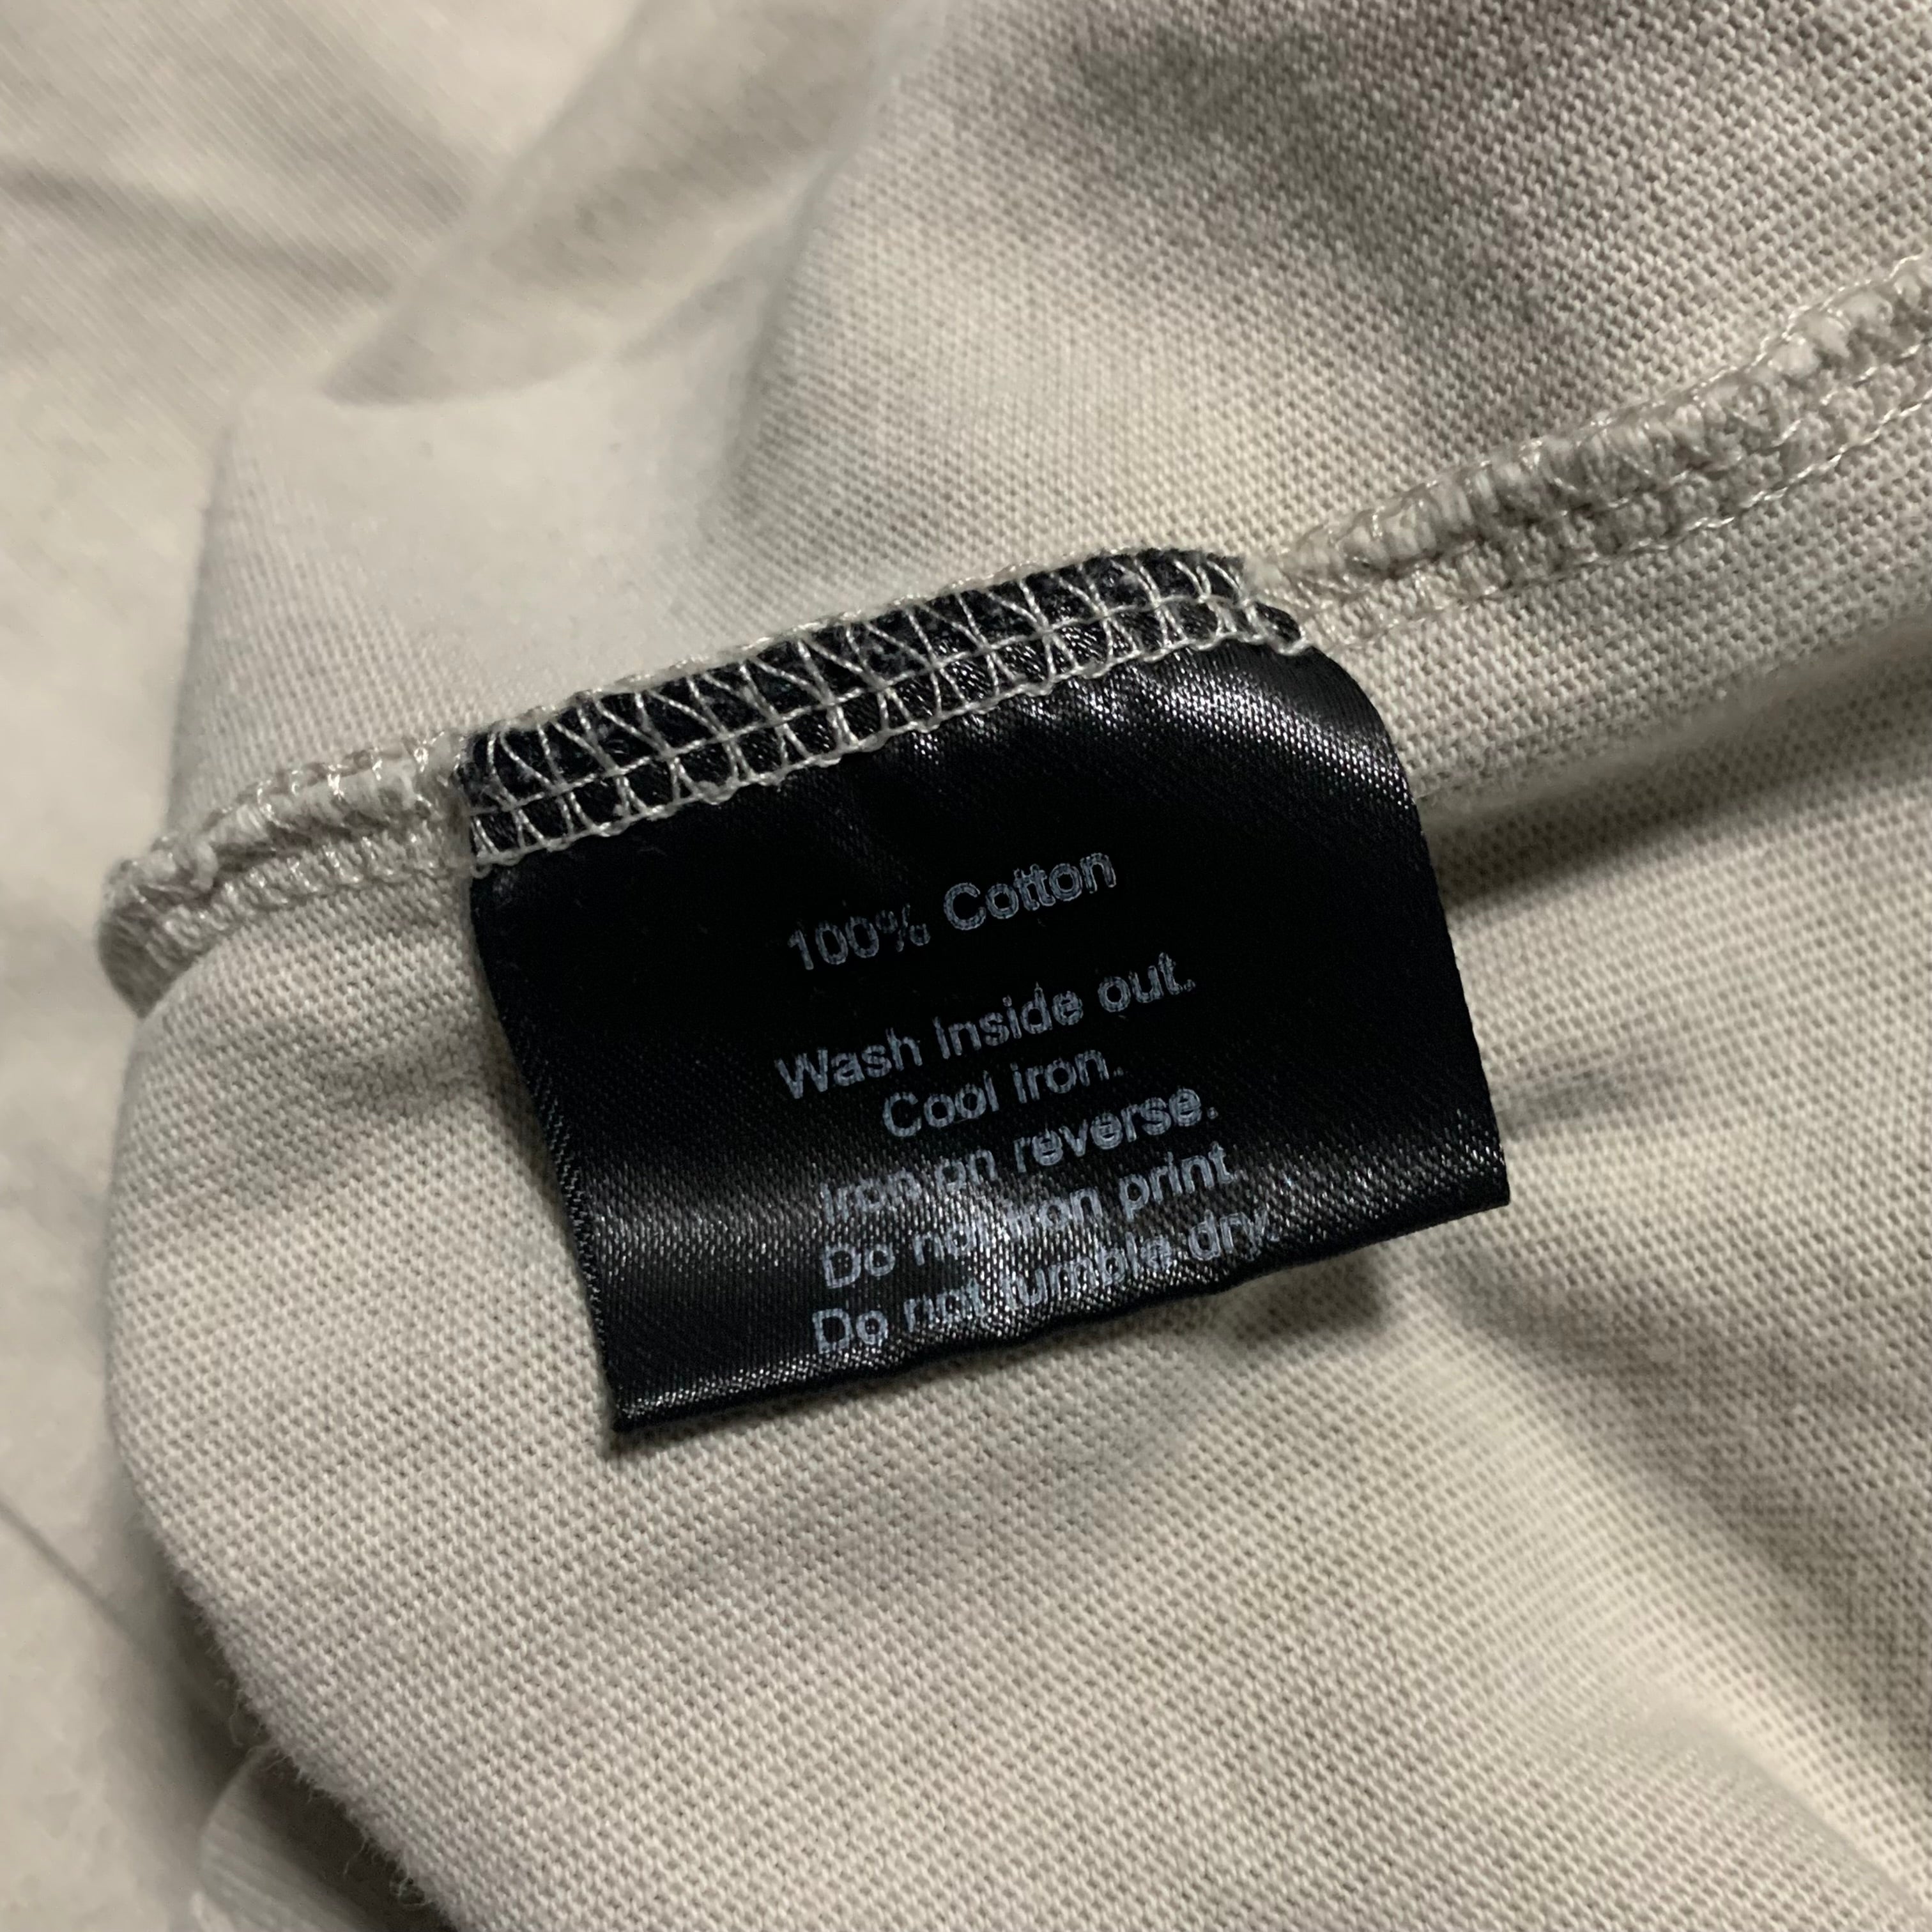 100% Cotton
Wash inside out.
Cool iron.
Iron on reverse.
Do not iron print
Do not tumble dry.